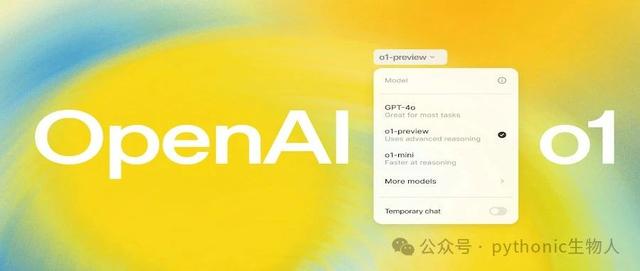 OpenAI
o1-preview
Model
GPT-4o
Great for most tasks
o1-preview
Uses advanced reasoning
o1-mini
Faster at reasoning
More models
Temporary chat
o1
公众号 · pythonic生物人